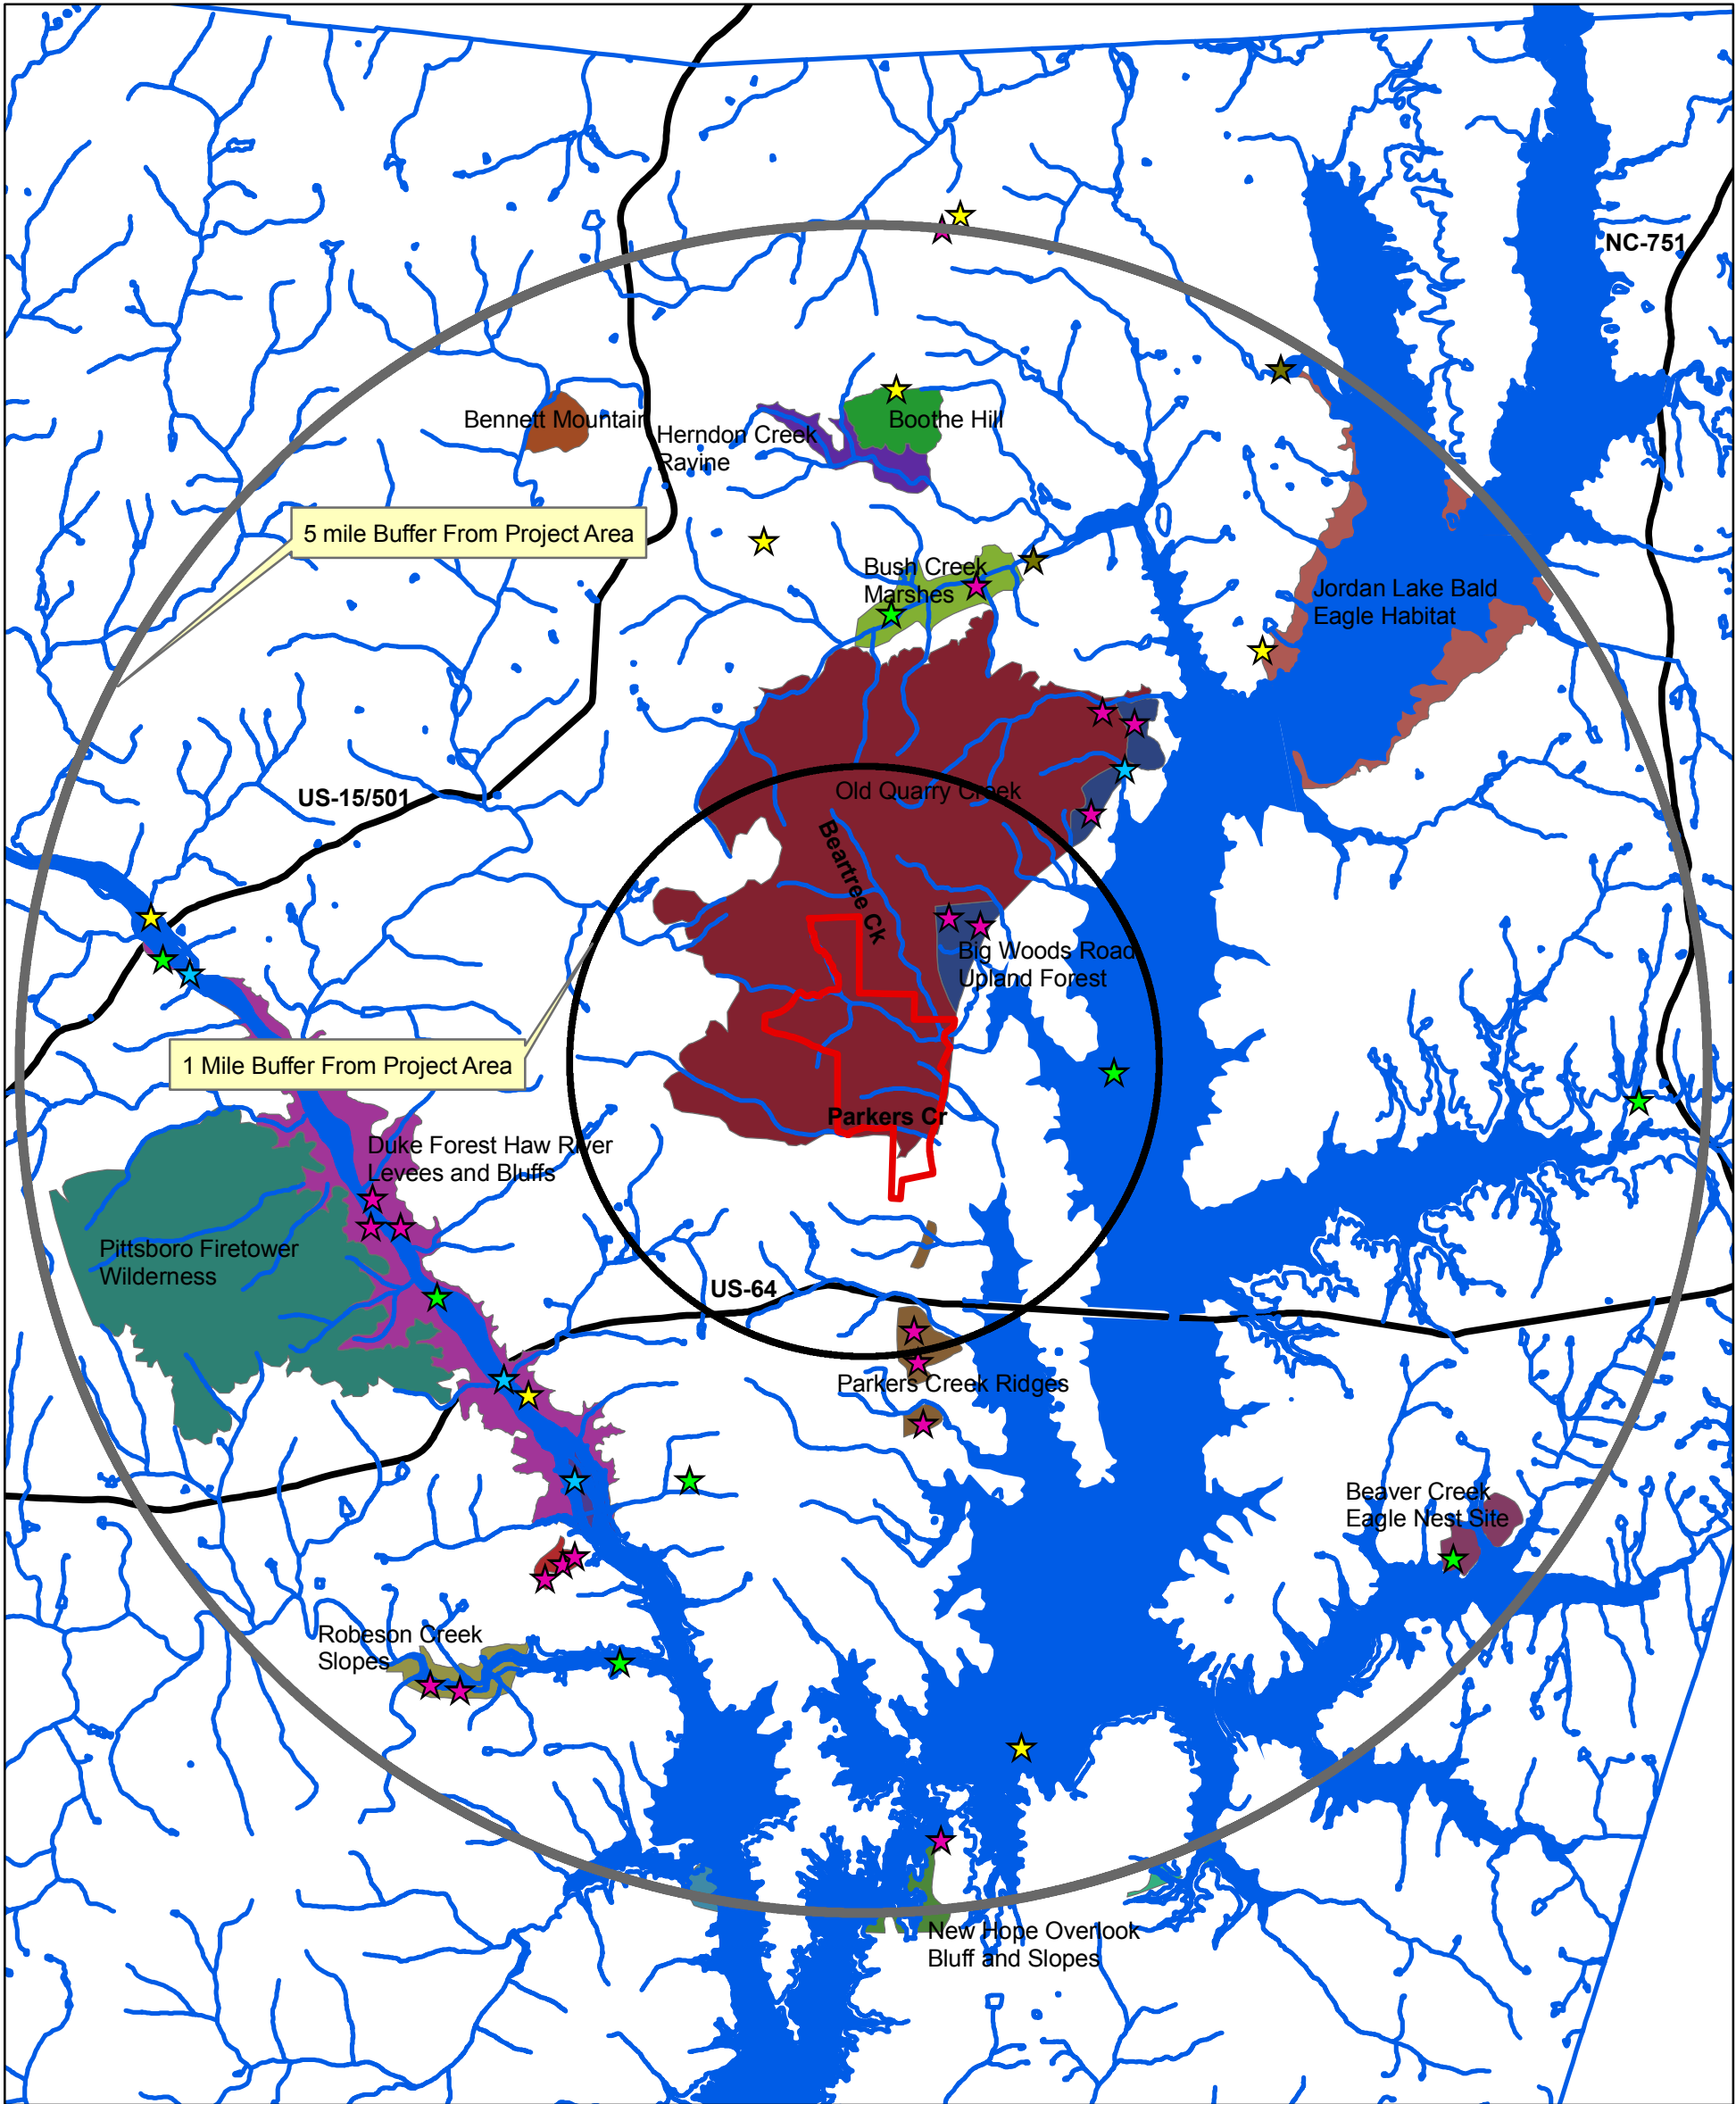 NC-751
Bennett Mountain
Boothe Hill
Herndon Creek
Ravine
5 mile Buffer From Project Area
Bush Creek
Marshes
Jordan Lake Bald
Eagle Habitat
US-15/501
Old Quarry Creek
Beartree Ck
Big Woods Road
Upland Forest
1 Mile Buffer From Project Area
Parkers Cr
Duke Forest Haw River
Levees and Bluffs
Pittsboro Firetower
Wilderness
US-64
Parkers Creek Ridges
Beaver Creek
Eagle Nest Site
Robeson Creek
Slopes
New Hope Overlook
Bluff and Slopes